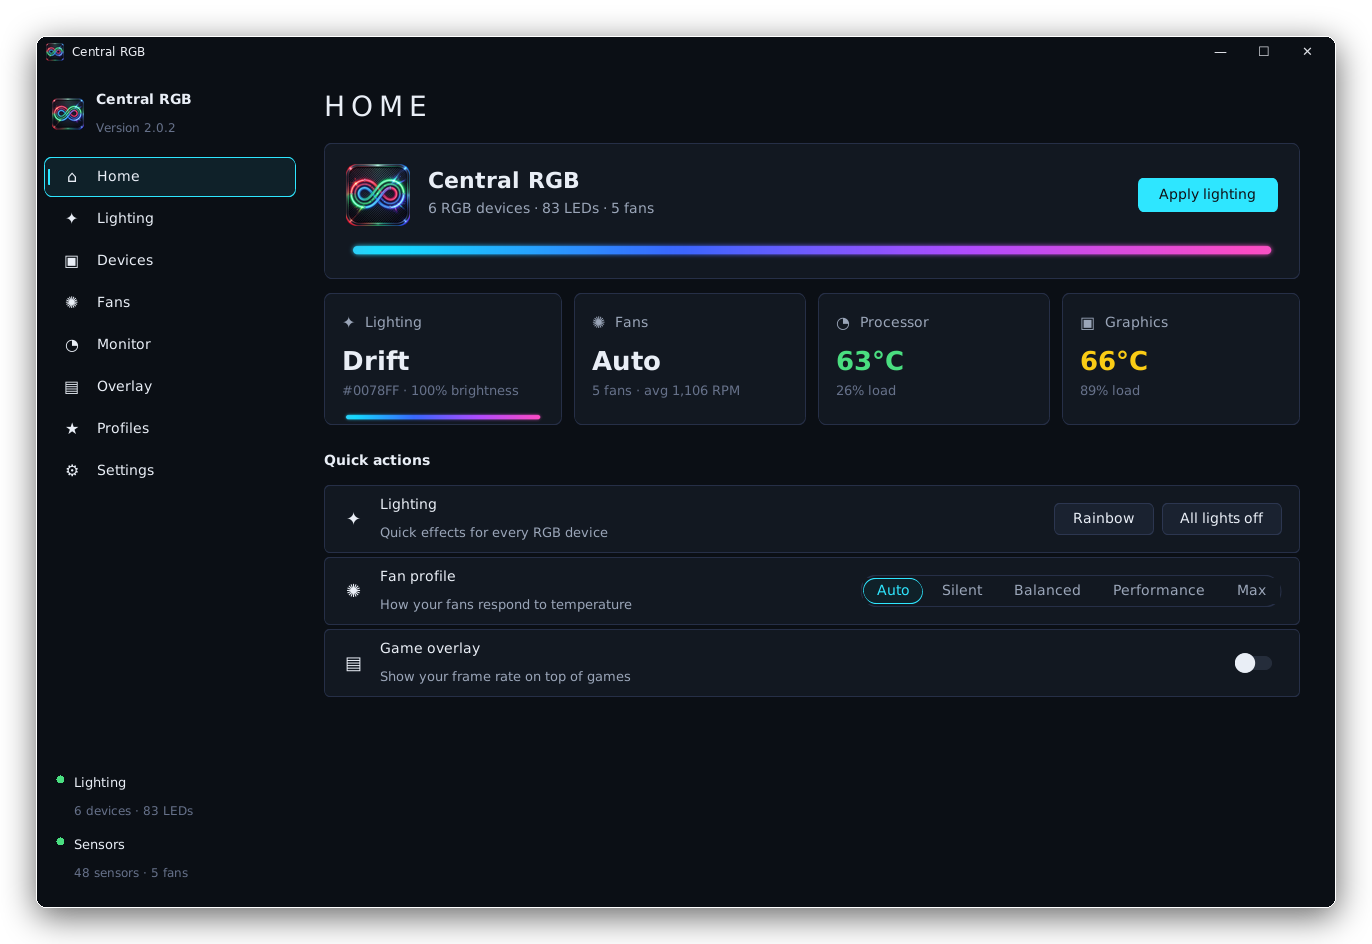 Central RGB
Central RGB
Version 2.0.2
Home
Lighting
Devices
Fans
Monitor
Overlay
Profiles
Settings
Lighting
6 devices · 83 LEDs
Sensors
48 sensors · 5 fans
HOME
Central RGB
6 RGB devices · 83 LEDs · 5 fans
Apply lighting
Lighting
Drift
#0078FF · 100% brightness
Fans
Auto
5 fans · avg 1,106 RPM
Processor
63°C
26% load
Graphics
66°C
89% load
Quick actions
Lighting
Quick effects for every RGB device
Rainbow
All lights off
Fan profile
How your fans respond to temperature
Auto Silent Balanced Performance Max
Game overlay
Show your frame rate on top of games